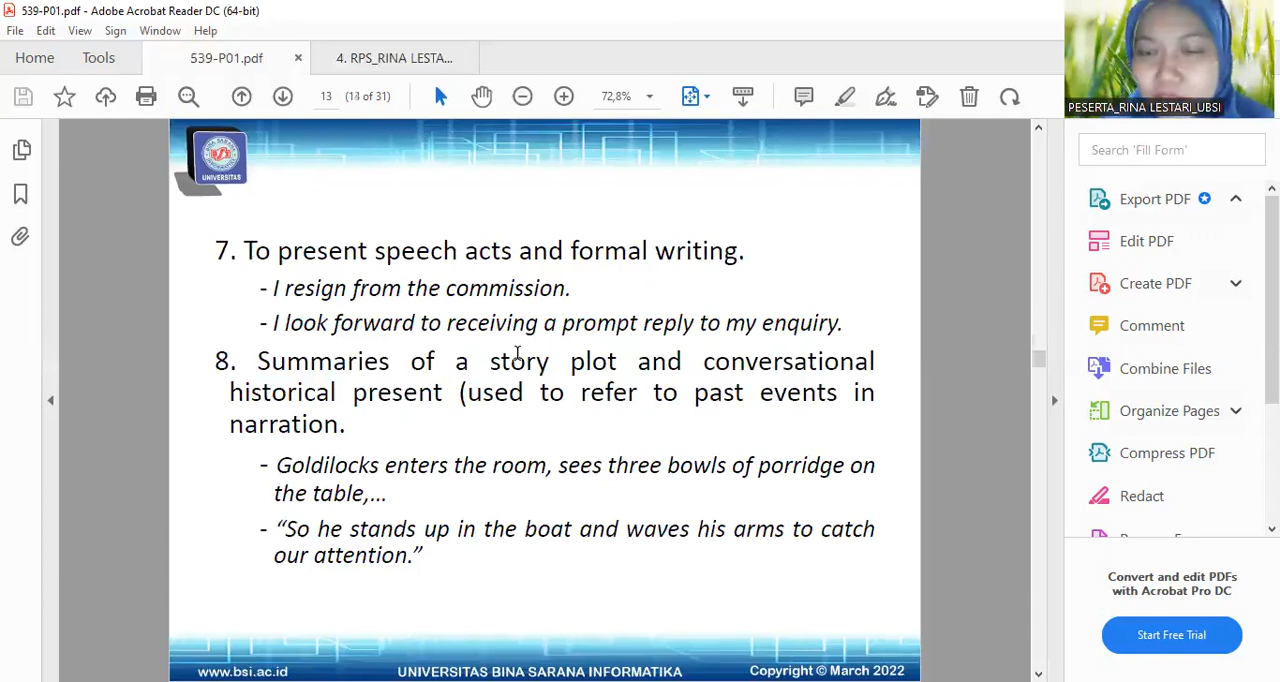 539-P01.pdf - Adobe Acrobat Reader DC (64-bit)
File Edit View Sign Window Help
Home Tools 539-P01.pdf × 4. RPS_RINA LESTA...
13 (14 of 31) 72,8%
PESERTA_RINA LESTARI_UBSI
UNIVERSITAS
7. To present speech acts and formal writing.
- I resign from the commission.
- I look forward to receiving a prompt reply to my enquiry.
8. Summaries of a story plot and conversational
historical present (used to refer to past events in
narration.
- Goldilocks enters the room, sees three bowls of porridge on
the table,...
- “So he stands up in the boat and waves his arms to catch
our attention.”
www.bsi.ac.id UNIVERSITAS BINA SARANA INFORMATIKA Copyright © March 2022
Search 'Fill Form'
Export PDF
Edit PDF
Create PDF
Comment
Combine Files
Organize Pages
Compress PDF
Redact
Convert and edit PDFs
with Acrobat Pro DC
Start Free Trial